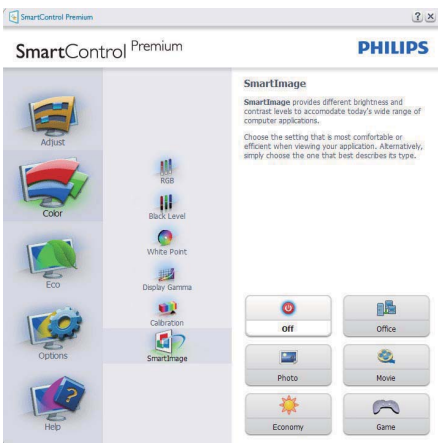 SmartControl Premium
SmartControl Premium
PHILIPS
Adjust
Color
Eco
Options
Help
RGB
Black Level
White Point
Display Gamma
Calibration
SmartImage
SmartImage
SmartImage provides different brightness and
contrast levels to accomodate today's wide range of
computer applications.
Choose the setting that is most comfortable or
efficient when viewing your application. Alternatively,
simply choose the one that best describes its type.
Off
Office
Photo
Movie
Economy
Game